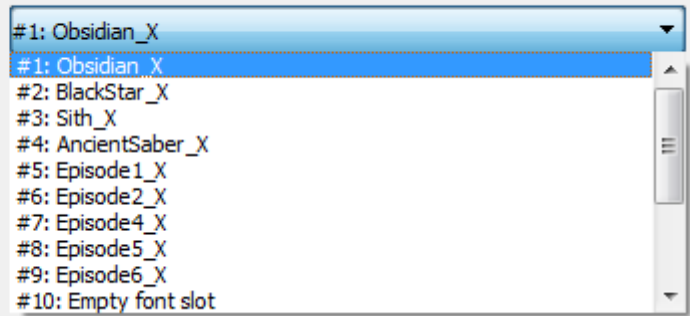 #1: Obsidian_X
#1: Obsidian_X
#2: BlackStar_X
#3: Sith_X
#4: AncientSaber_X
#5: Episode1_X
#6: Episode2_X
#7: Episode4_X
#8: Episode5_X
#9: Episode6_X
#10: Empty font slot